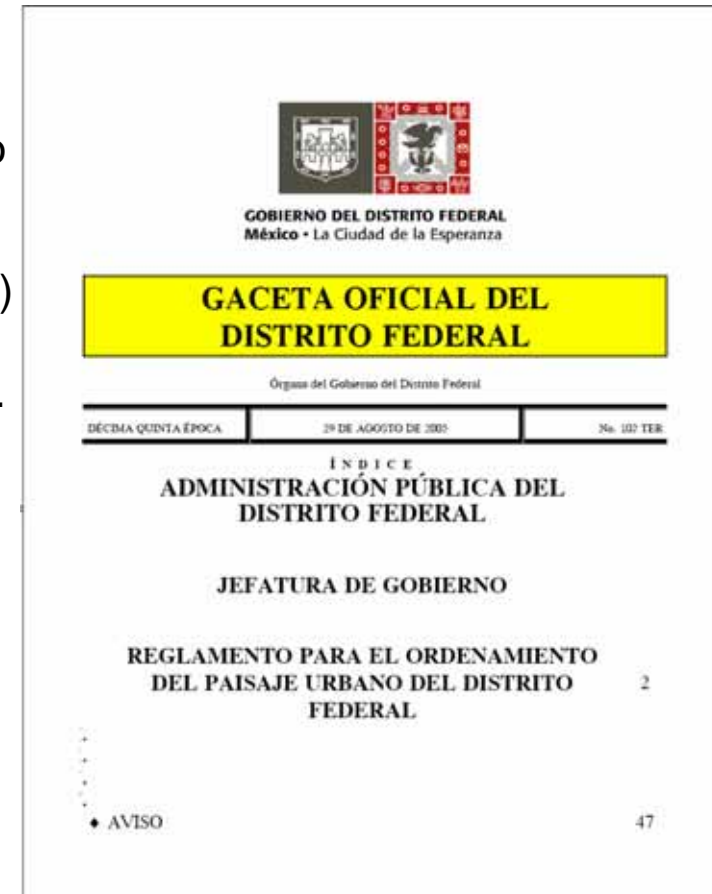 o
)
.
GOBIERNO DEL DISTRITO FEDERAL
México • La Ciudad de la Esperanza
GACETA OFICIAL DEL
DISTRITO FEDERAL
Órgano del Gobierno del Distrito Federal
DÉCIMA QUINTA ÉPOCA 29 DE AGOSTO DE 2005 No. 102 TER
ÍNDICE
ADMINISTRACIÓN PÚBLICA DEL
DISTRITO FEDERAL
JEFATURA DE GOBIERNO
REGLAMENTO PARA EL ORDENAMIENTO
DEL PAISAJE URBANO DEL DISTRITO 2
FEDERAL
♦ AVISO 47